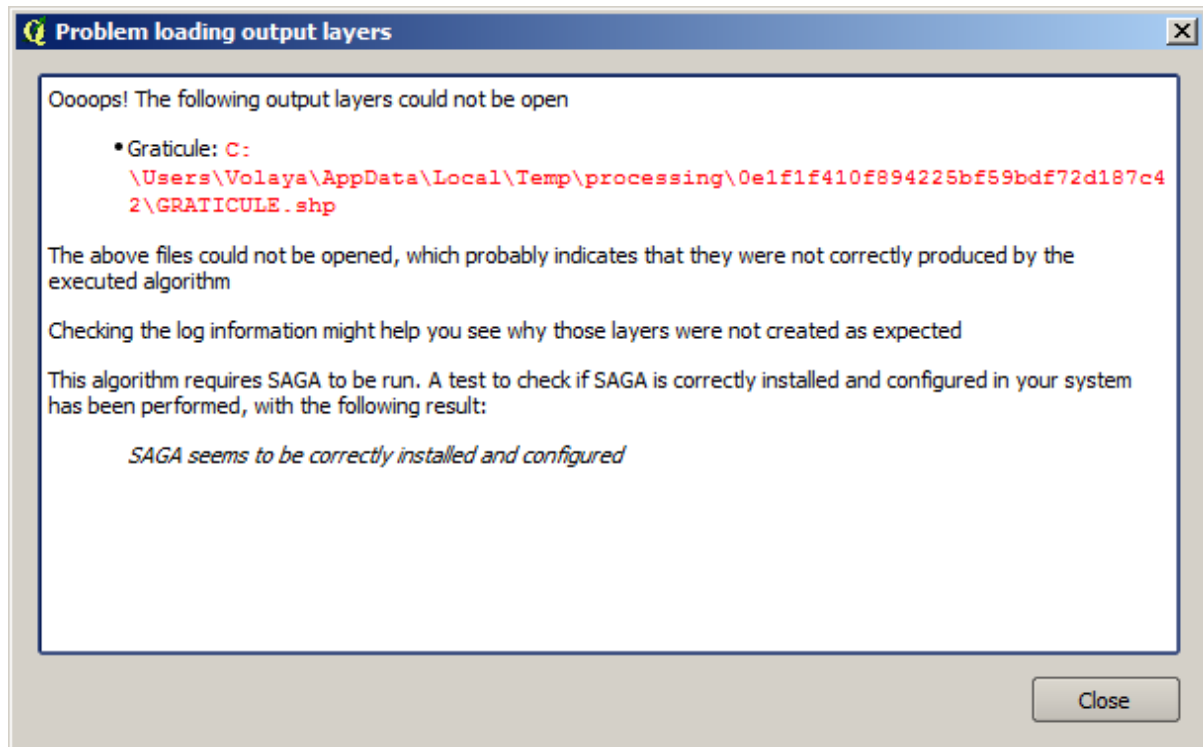 Problem loading output layers
Oooops! The following output layers could not be open
• Graticule: C:
\Users\Volaya\AppData\Local\Temp\processing\0e1f1f410f894225bf59bdf72d187c4
2\GRATICULE.shp
The above files could not be opened, which probably indicates that they were not correctly produced by the
executed algorithm
Checking the log information might help you see why those layers were not created as expected
This algorithm requires SAGA to be run. A test to check if SAGA is correctly installed and configured in your system
has been performed, with the following result:
SAGA seems to be correctly installed and configured
Close